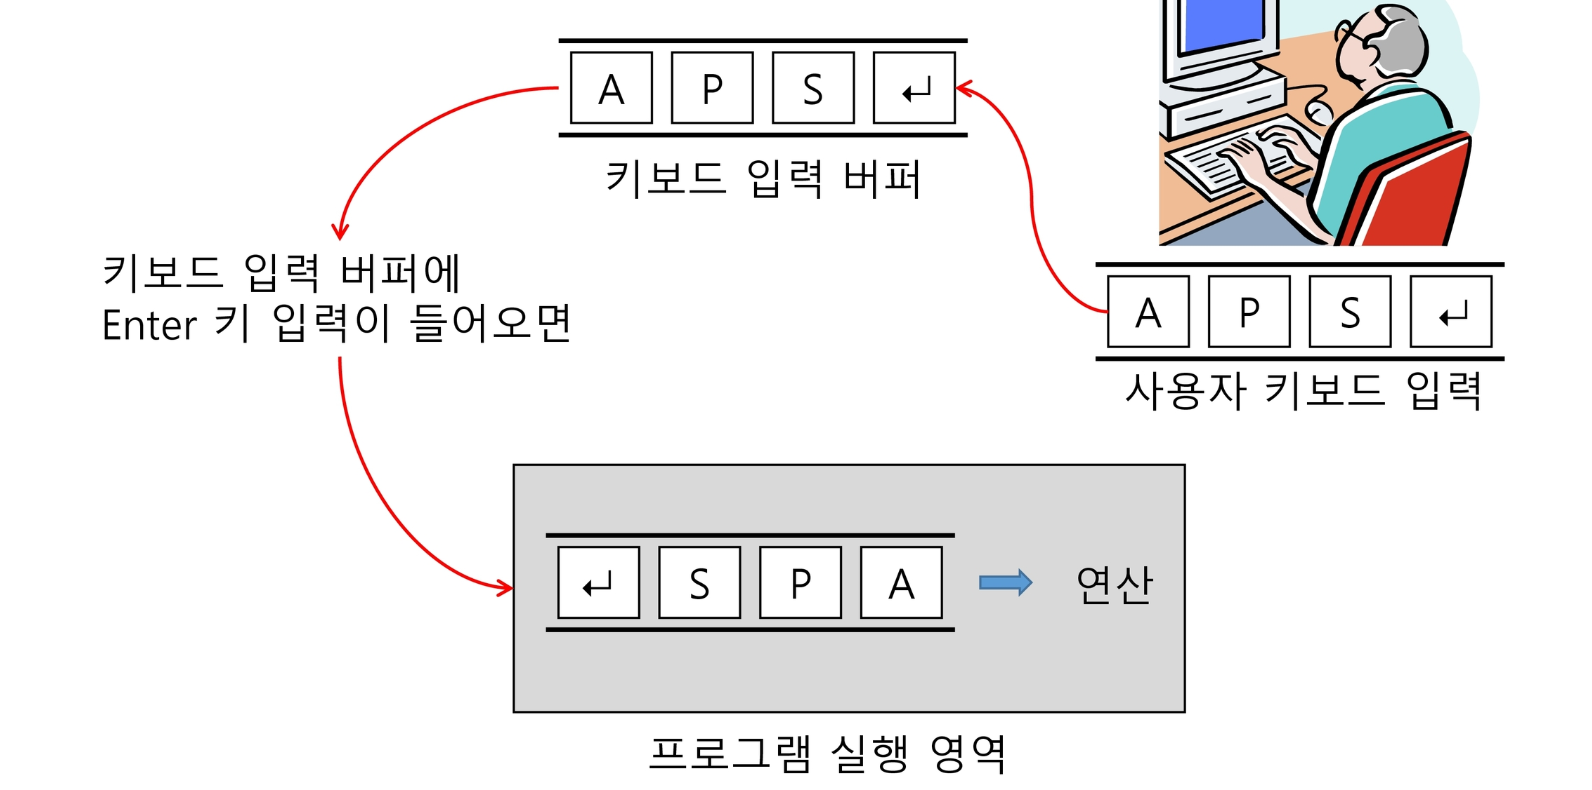 A P S ↵
키보드 입력 버퍼
키보드 입력 버퍼에
Enter 키 입력이 들어오면
A P S ↵
사용자 키보드 입력
↵ S P A 연산
프로그램 실행 영역